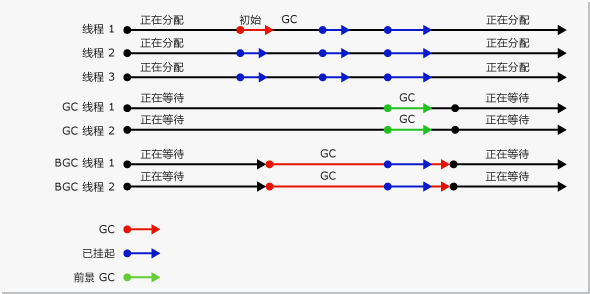 线程 1 正在分配 初始 GC 正在分配
线程 2 正在分配 正在分配
线程 3 正在分配 正在分配
GC 线程 1 正在等待 GC 正在等待
GC 线程 2 正在等待 GC 正在等待
BGC 线程 1 正在等待 GC 正在等待
BGC 线程 2 正在等待 GC 正在等待
GC
已挂起
前景 GC